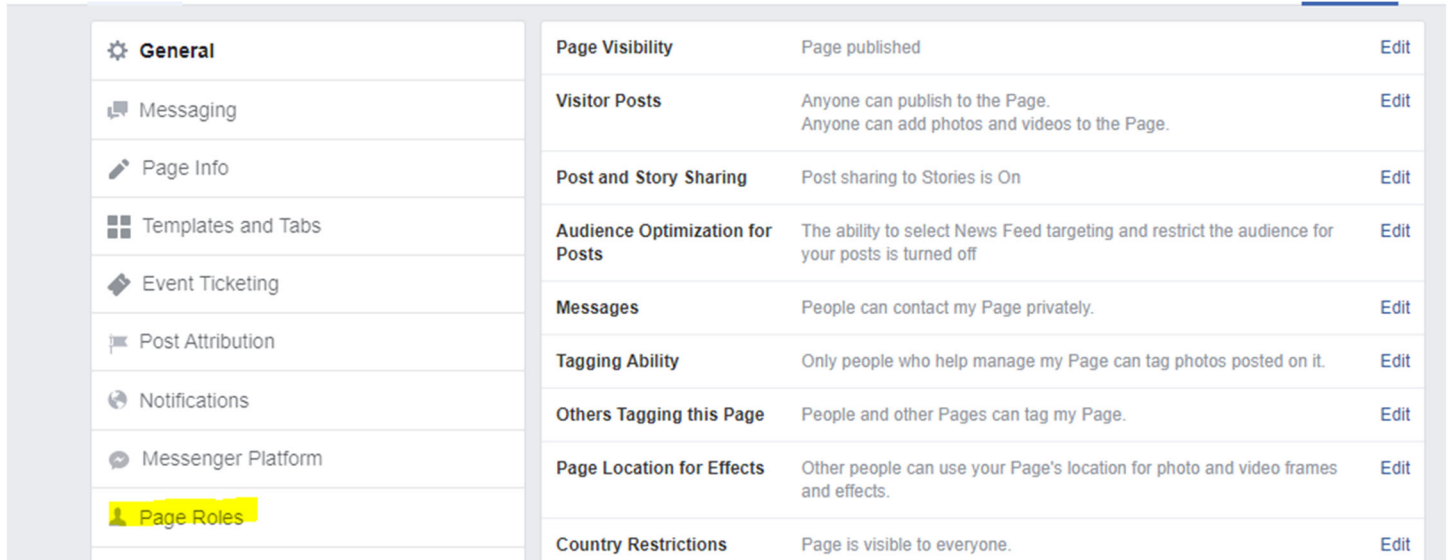 General
Messaging
Page Info
Templates and Tabs
Event Ticketing
Post Attribution
Notifications
Messenger Platform
Page Roles
Page Visibility Page published Edit
Visitor Posts Anyone can publish to the Page. Edit
Anyone can add photos and videos to the Page.
Post and Story Sharing Post sharing to Stories is On Edit
Audience Optimization for The ability to select News Feed targeting and restrict the audience for Edit
Posts your posts is turned off
Messages People can contact my Page privately. Edit
Tagging Ability Only people who help manage my Page can tag photos posted on it. Edit
Others Tagging this Page People and other Pages can tag my Page. Edit
Page Location for Effects Other people can use your Page's location for photo and video frames Edit
and effects.
Country Restrictions Page is visible to everyone. Edit